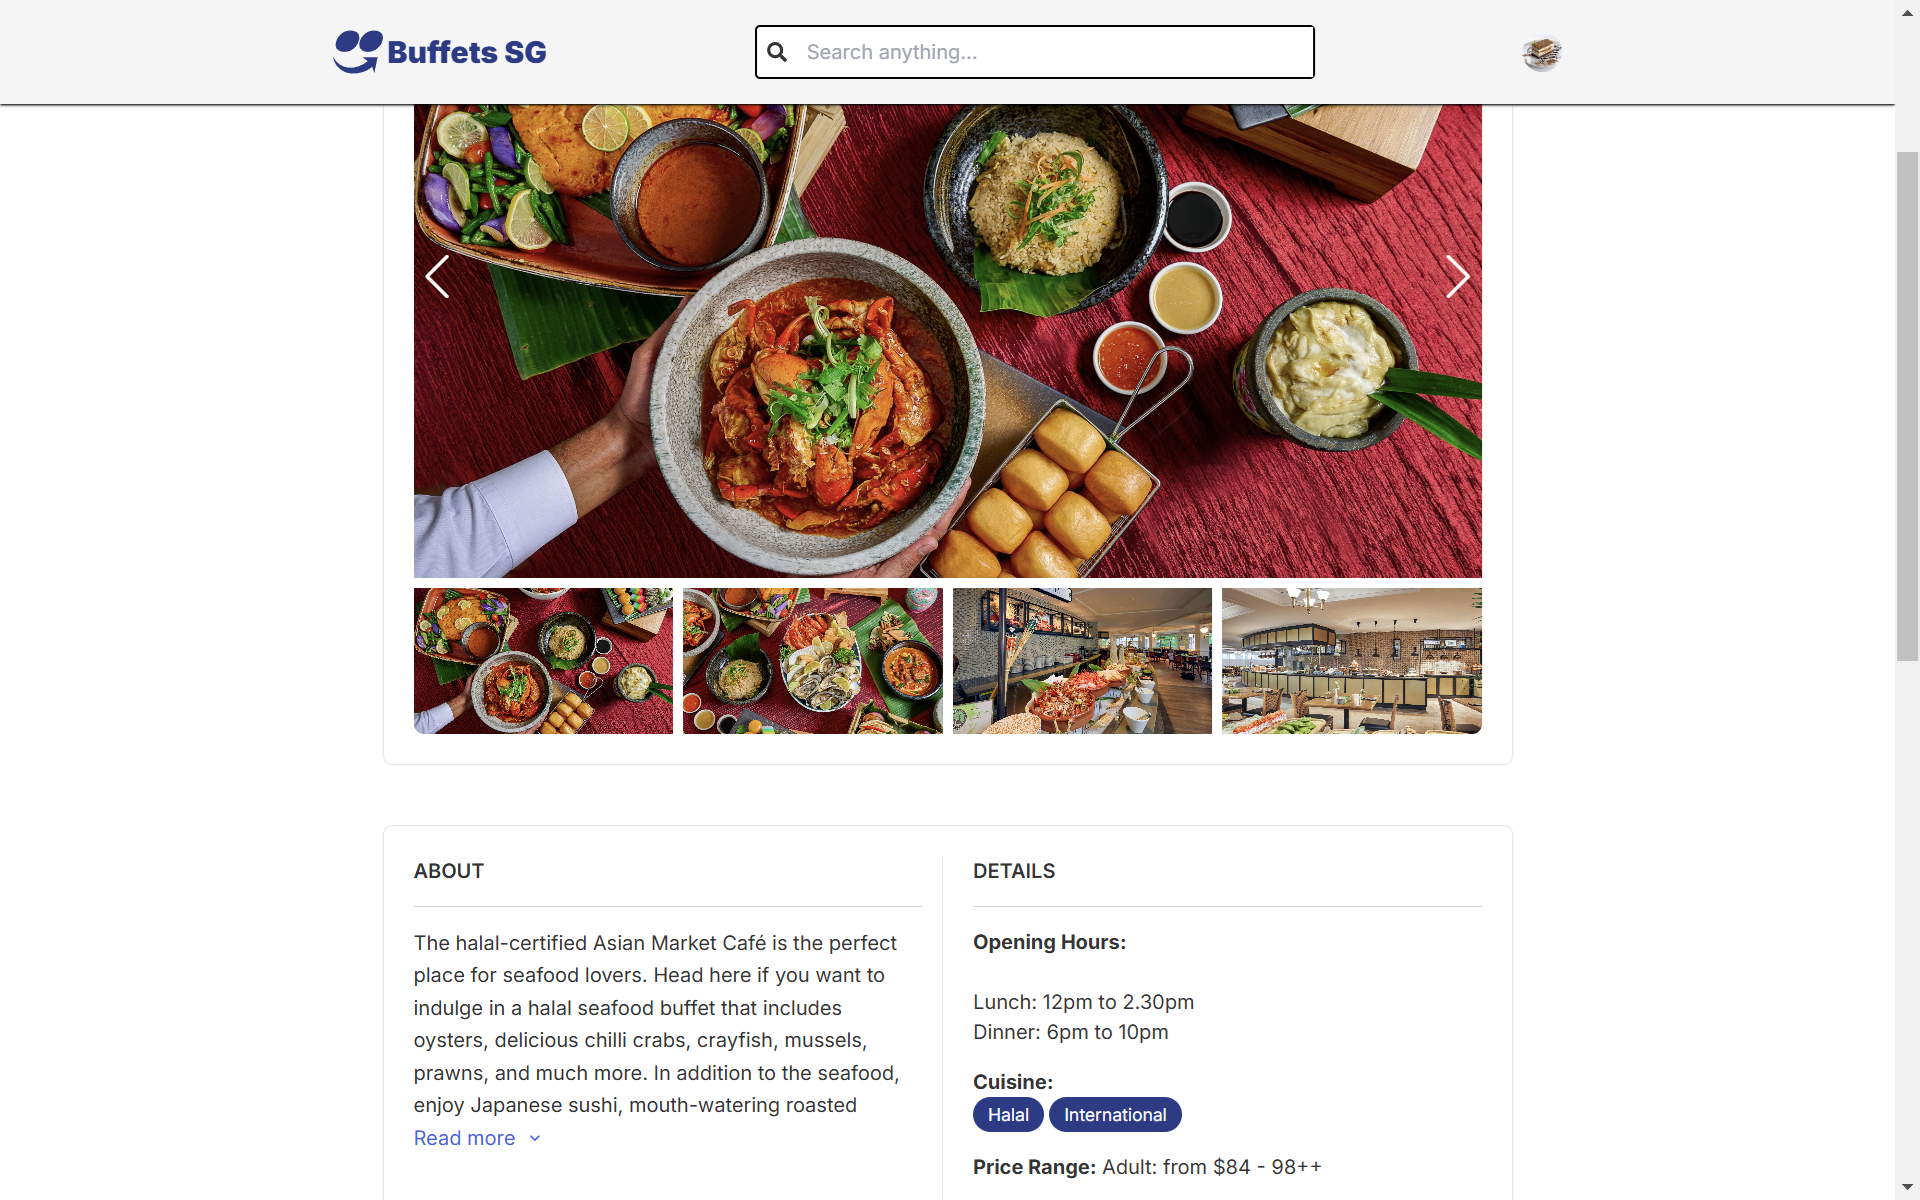 Buffets SG
Search anything...
ABOUT
The halal-certified Asian Market Café is the perfect
place for seafood lovers. Head here if you want to
indulge in a halal seafood buffet that includes
oysters, delicious chilli crabs, crayfish, mussels,
prawns, and much more. In addition to the seafood,
enjoy Japanese sushi, mouth-watering roasted
Read more
DETAILS
Opening Hours:
Lunch: 12pm to 2.30pm
Dinner: 6pm to 10pm
Cuisine:
Halal International
Price Range: Adult: from $84 - 98++